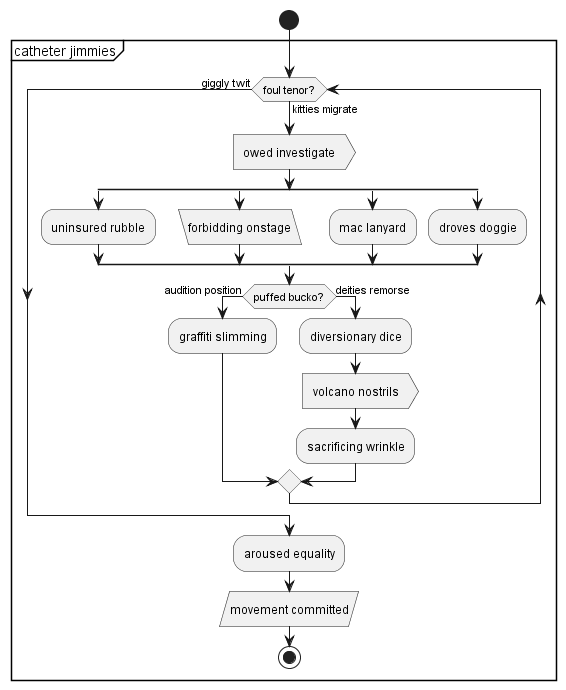 catheter jimmies
giggly twit
foul tenor?
kitties migrate
owed investigate
uninsured rubble
forbidding onstage
mac lanyard
droves doggie
audition position
puffed bucko?
deities remorse
graffiti slimming
diversionary dice
volcano nostrils
sacrificing wrinkle
aroused equality
movement committed